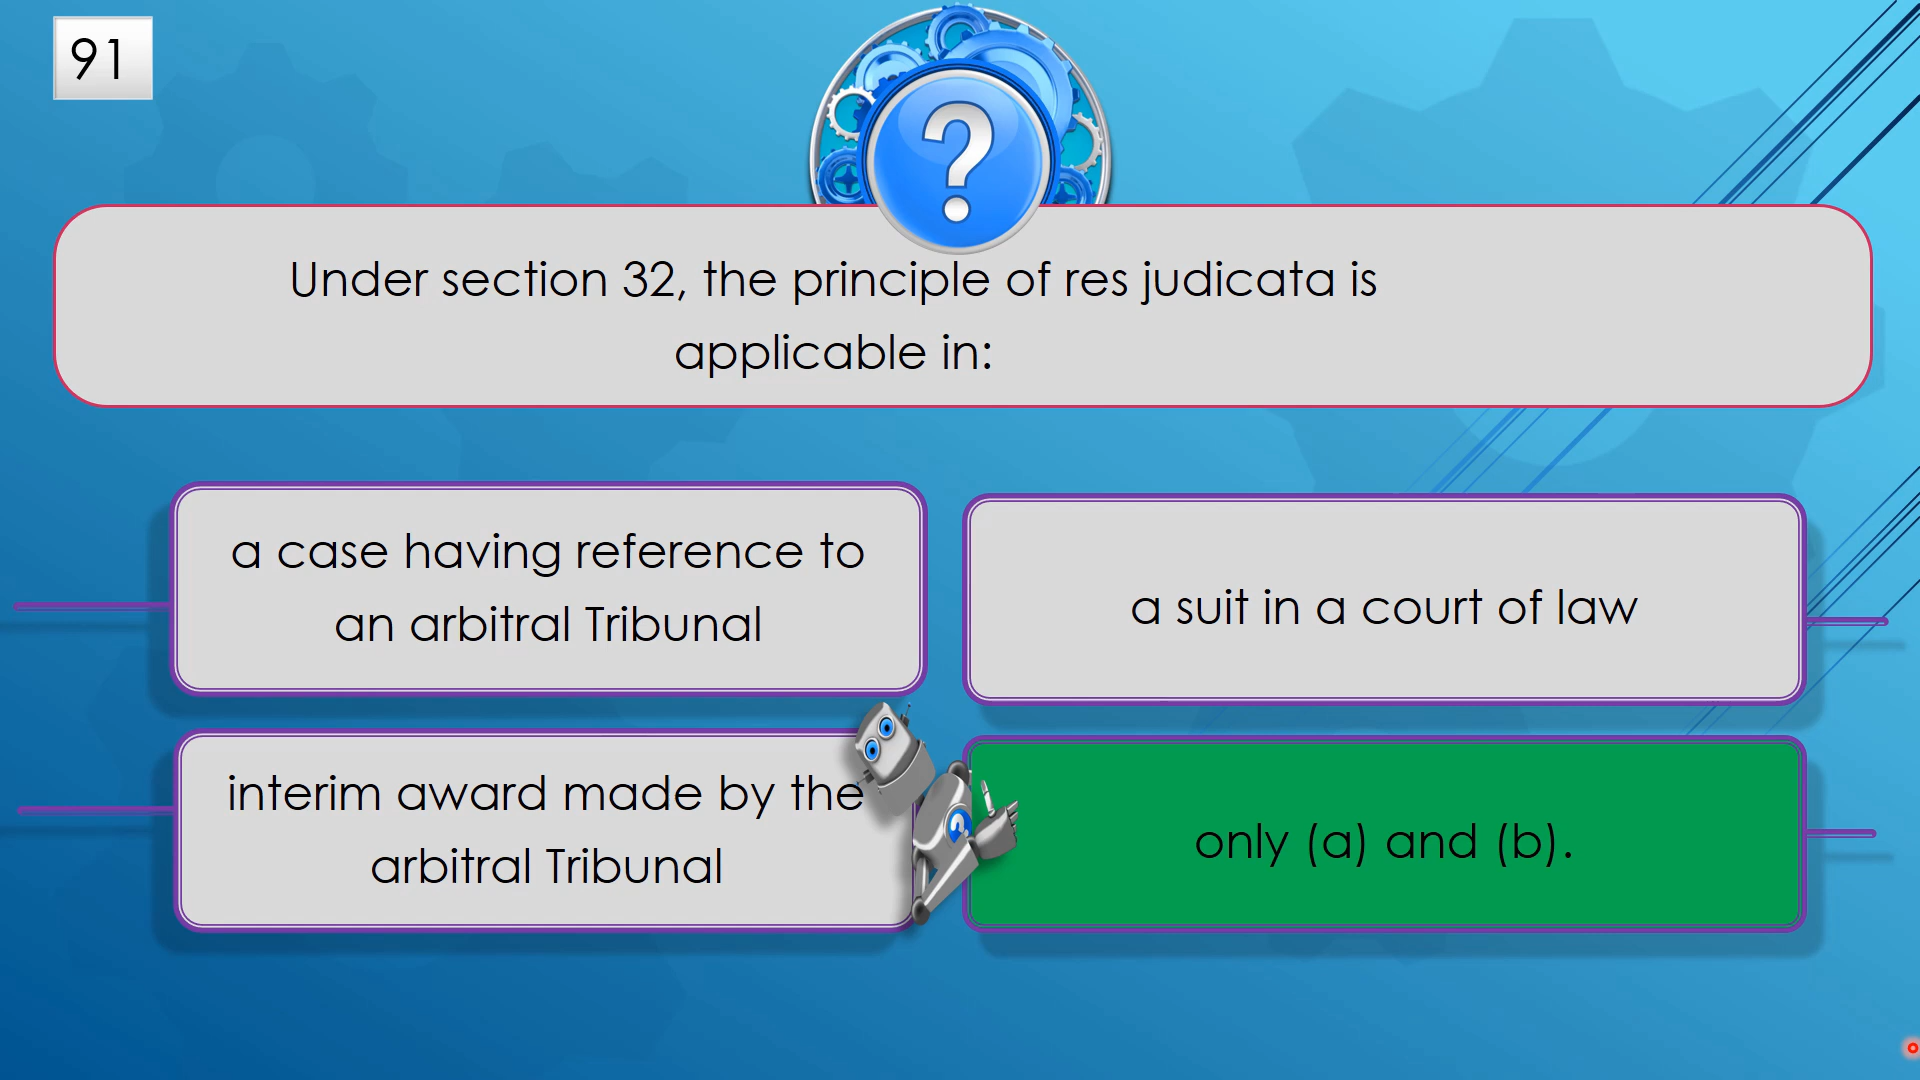 91
?
Under section 32, the principle of res judicata is
applicable in:
a case having reference to
an arbitral Tribunal
a suit in a court of law
interim award made by the
arbitral Tribunal
?
only (a) and (b).